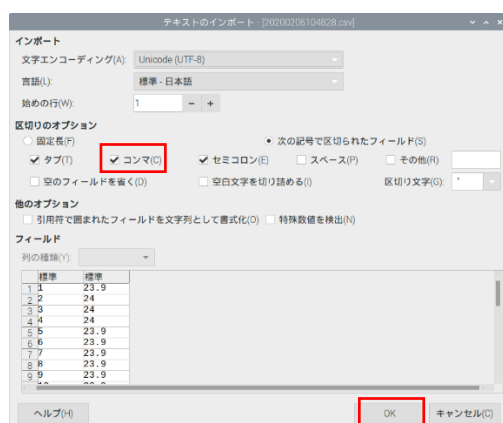 テキストのインポート - [20200206104828.csv]
インポート
文字エンコーディング(A): Unicode (UTF-8)
言語(L): 標準 - 日本語
始めの行(W): 1 - +
区切りのオプション
固定長(F) 次の記号で区切られたフィールド(S)
タブ(T) コンマ(C) セミコロン(E) スペース(P) その他(R)
空のフィールドを省く(D) 空白文字を切り詰める(I) 区切り文字(G):
他のオプション
引用符で囲まれたフィールドを文字列として書式化(O) 特殊数値を検出(N)
フィールド
列の種類(Y):
標準 標準
1 1 23.9
2 2 24
3 3 24
4 4 24
5 5 23.9
6 6 23.9
7 7 23.9
8 8 23.9
9 9 23.9
ヘルプ(H) OK キャンセル(C)